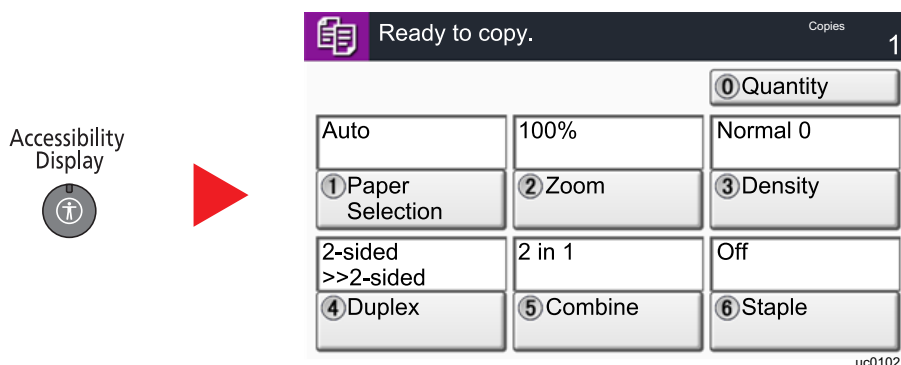 Accessibility
Display
Ready to copy.
Copies
1
0 Quantity
Auto
100%
Normal 0
1 Paper
Selection
2 Zoom
3 Density
2-sided
>>2-sided
2 in 1
Off
4 Duplex
5 Combine
6 Staple
uc0102